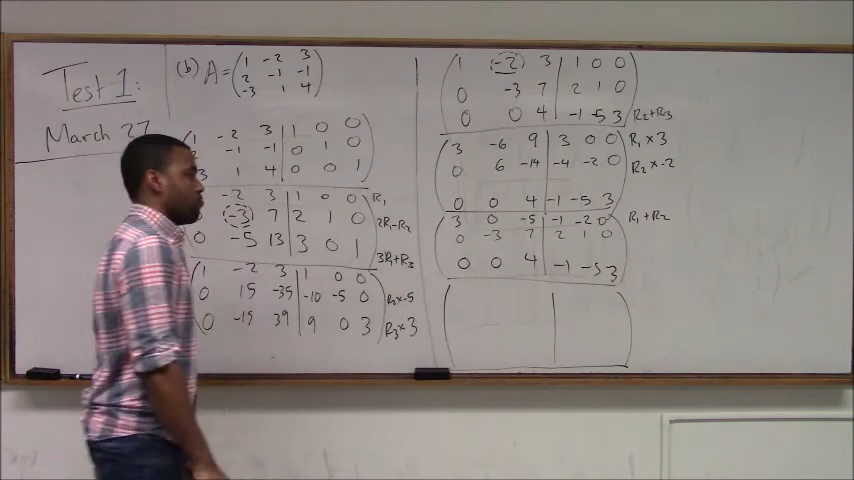 Test 1:
March 27
(b) A = ( 1 -2 3
2 -1 -1
-3 1 4 )
1 -2 3 | 1 0 0
-1 -1 | 0 1 0
3 1 4 | 0 0 1
-2 3 | 1 0 0 R1
-3 7 | 2 1 0 2R1-R2
0 -5 13 | 3 0 1 3R1+R3
1 -2 3 | 1 0 0
0 15 -35 | -10 -5 0 R2x-5
0 -15 39 | 9 0 3 R3x3
1 -2 3 | 1 0 0
0 -3 7 | 2 1 0
0 0 4 | -1 -5 3 R2+R3
3 -6 9 | 3 0 0 R1x3
0 6 -14 | -4 -2 0 R2x-2
0 0 4 | -1 -5 3
3 0 -5 | -1 -2 0 R1+R2
0 -3 7 | 2 1 0
0 0 4 | -1 -5 3